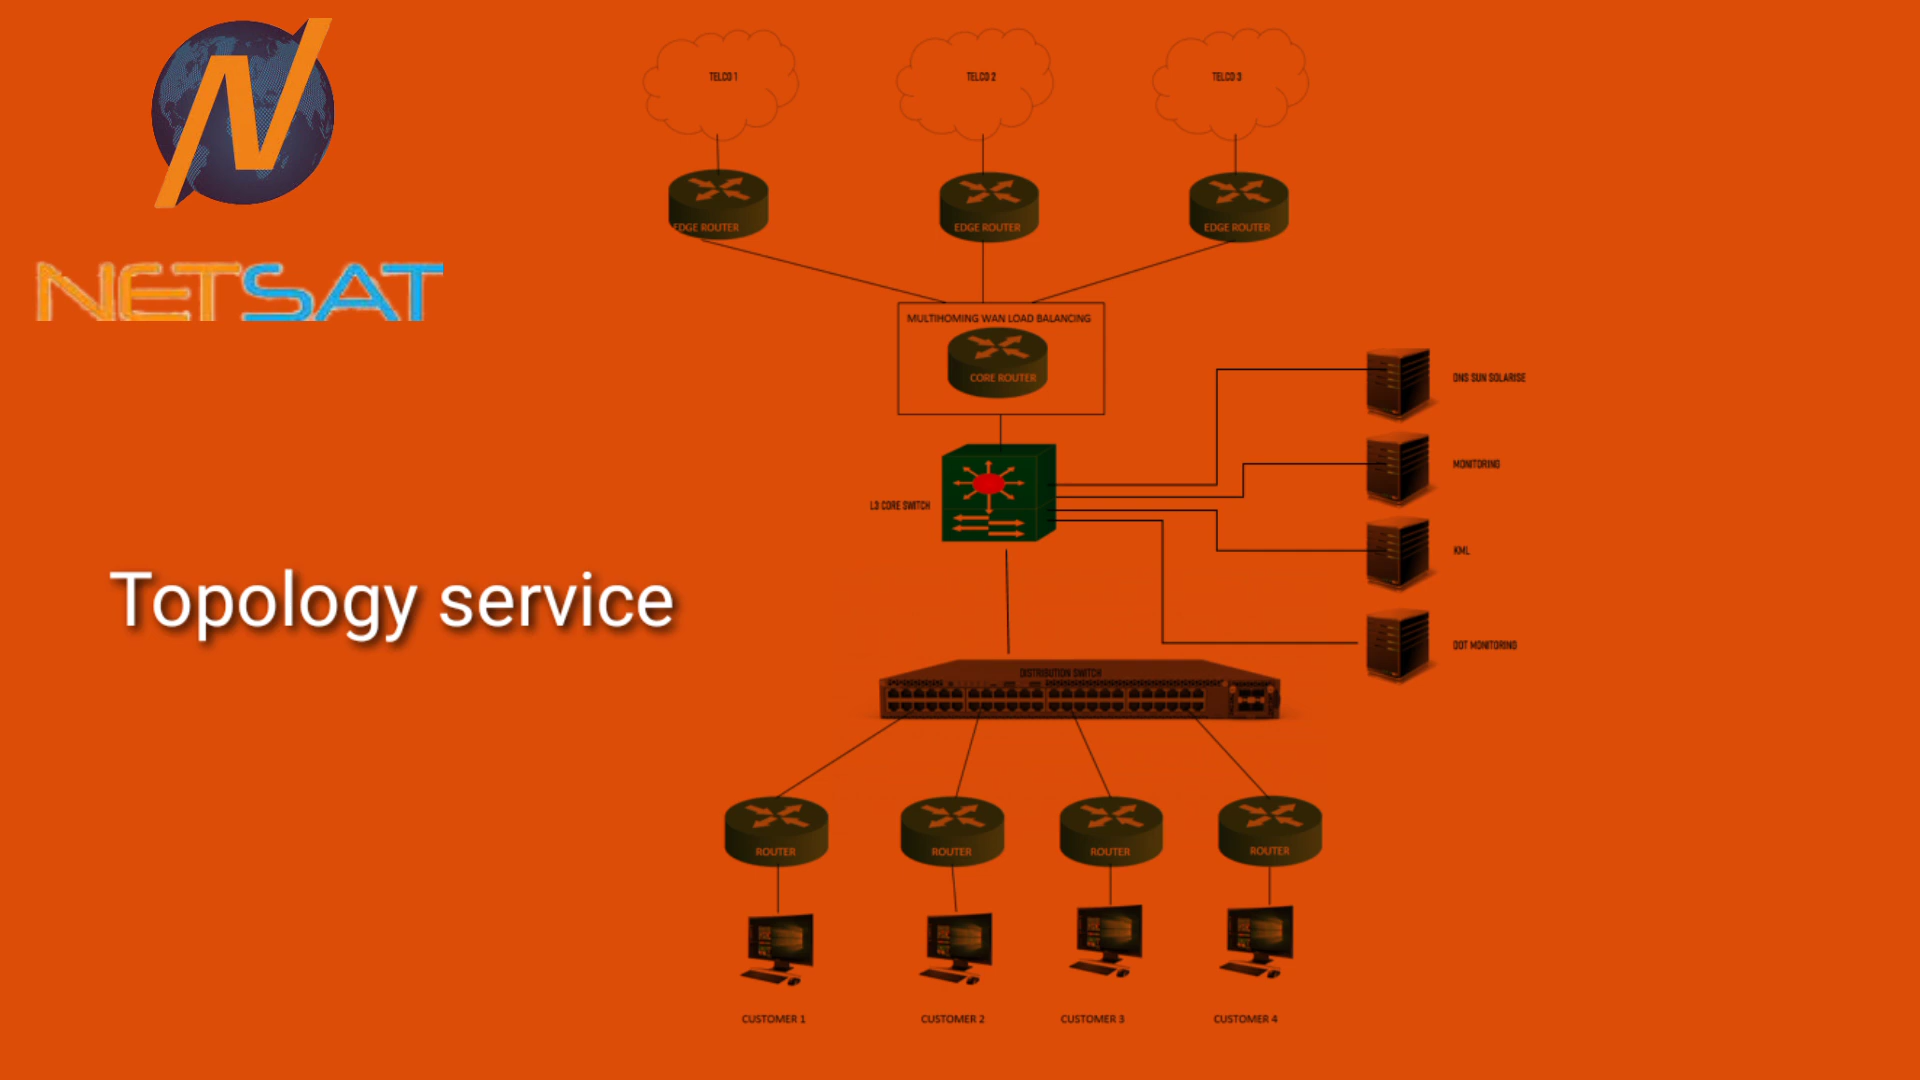 NETSAT
Topology service
TELCO 1
TELCO 2
TELCO 3
EDGE ROUTER
EDGE ROUTER
EDGE ROUTER
MULTIHOMING WAN LOAD BALANCING
CORE ROUTER
L3 CORE SWITCH
DNS SUN SOLARISE
MONITORING
KML
DOT MONITORING
DISTRIBUTION SWITCH
ROUTER
ROUTER
ROUTER
ROUTER
CUSTOMER 1
CUSTOMER 2
CUSTOMER 3
CUSTOMER 4